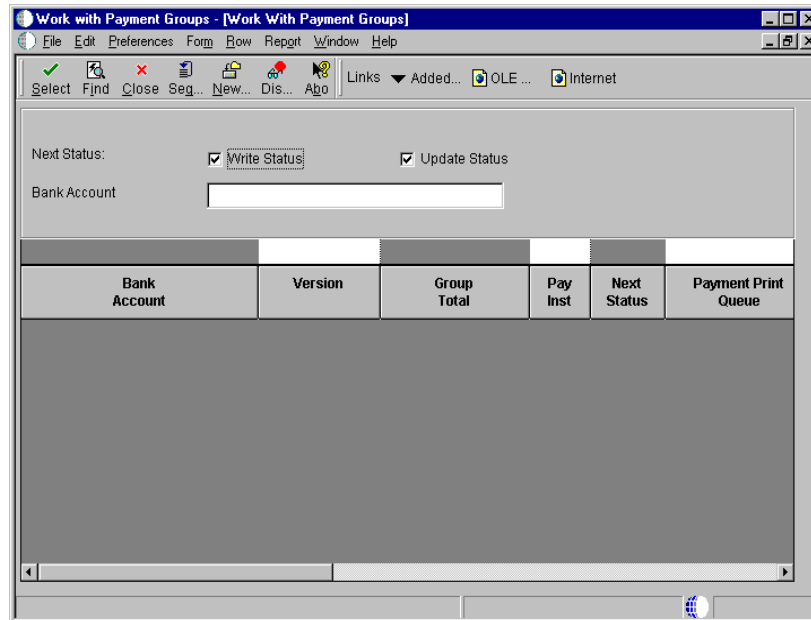 Work with Payment Groups - [Work With Payment Groups]
File Edit Preferences Form Row Report Window Help
Select Find Close Seq... New... Dis... Abo Links Added... OLE ... Internet
Next Status: Write Status Update Status
Bank Account
Bank Account Version Group Total Pay Inst Next Status Payment Print Queue